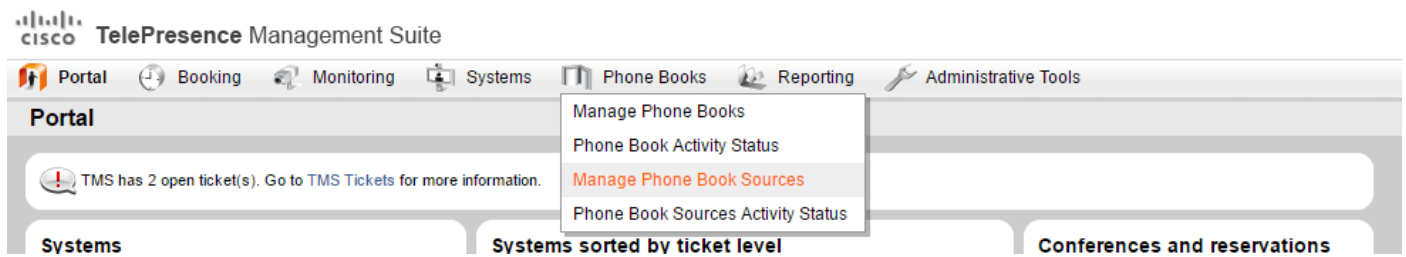 CISCO TelePresence Management Suite
Portal Booking Monitoring Systems Phone Books Reporting Administrative Tools
Portal
Manage Phone Books
Phone Book Activity Status
TMS has 2 open ticket(s). Go to TMS Tickets for more information.
Manage Phone Book Sources
Phone Book Sources Activity Status
Systems
Systems sorted by ticket level
Conferences and reservations